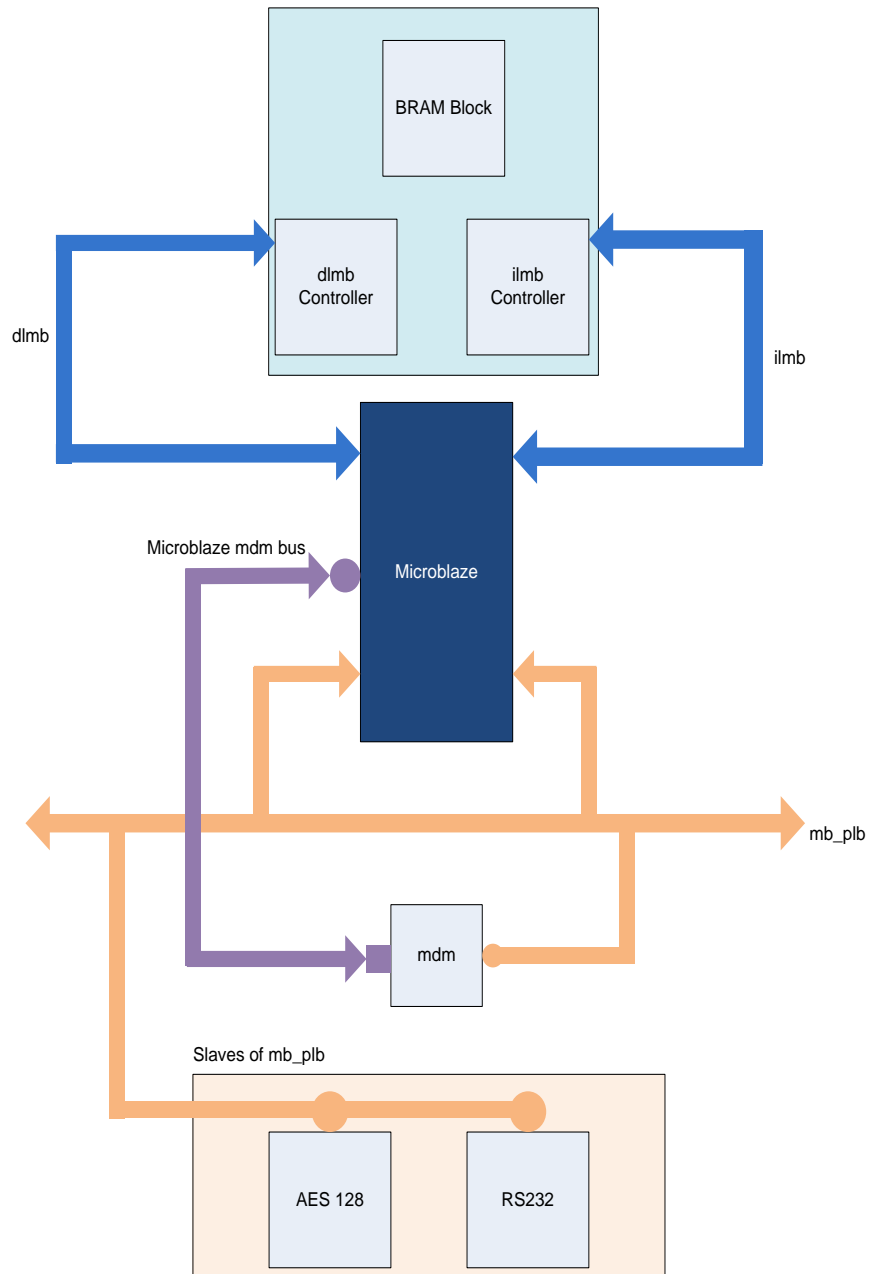 BRAM Block
dlmb
Controller
ilmb
Controller
dlmb
ilmb
Microblaze mdm bus
Microblaze
mb_plb
mdm
Slaves of mb_plb
AES 128
RS232